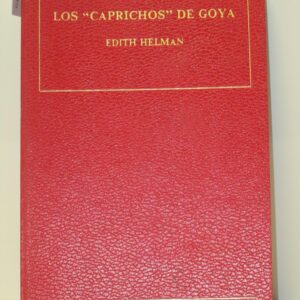 LOS "CAPRICHOS" DE GOYA
EDITH HELMAN